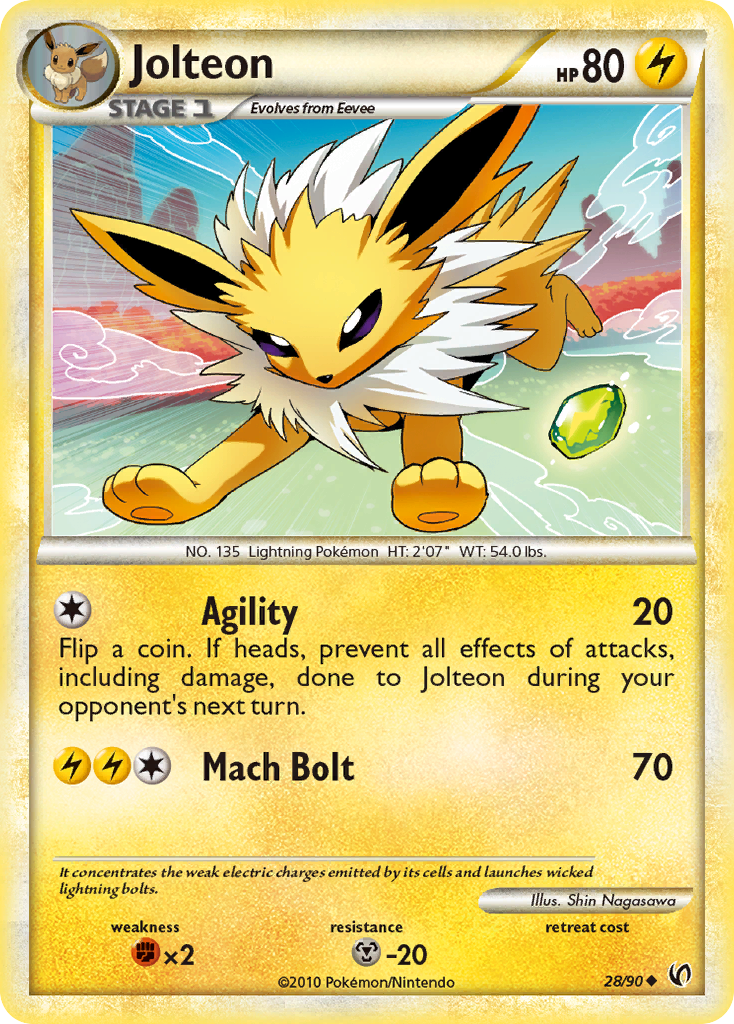 Jolteon HP 80
STAGE 1 Evolves from Eevee
NO. 135 Lightning Pokémon HT: 2'07" WT: 54.0 lbs.
Agility 20
Flip a coin. If heads, prevent all effects of attacks,
including damage, done to Jolteon during your
opponent's next turn.
Mach Bolt 70
It concentrates the weak electric charges emitted by its cells and launches wicked
lightning bolts.
Illus. Shin Nagasawa
weakness resistance retreat cost
×2 -20
©2010 Pokémon/Nintendo 28/90